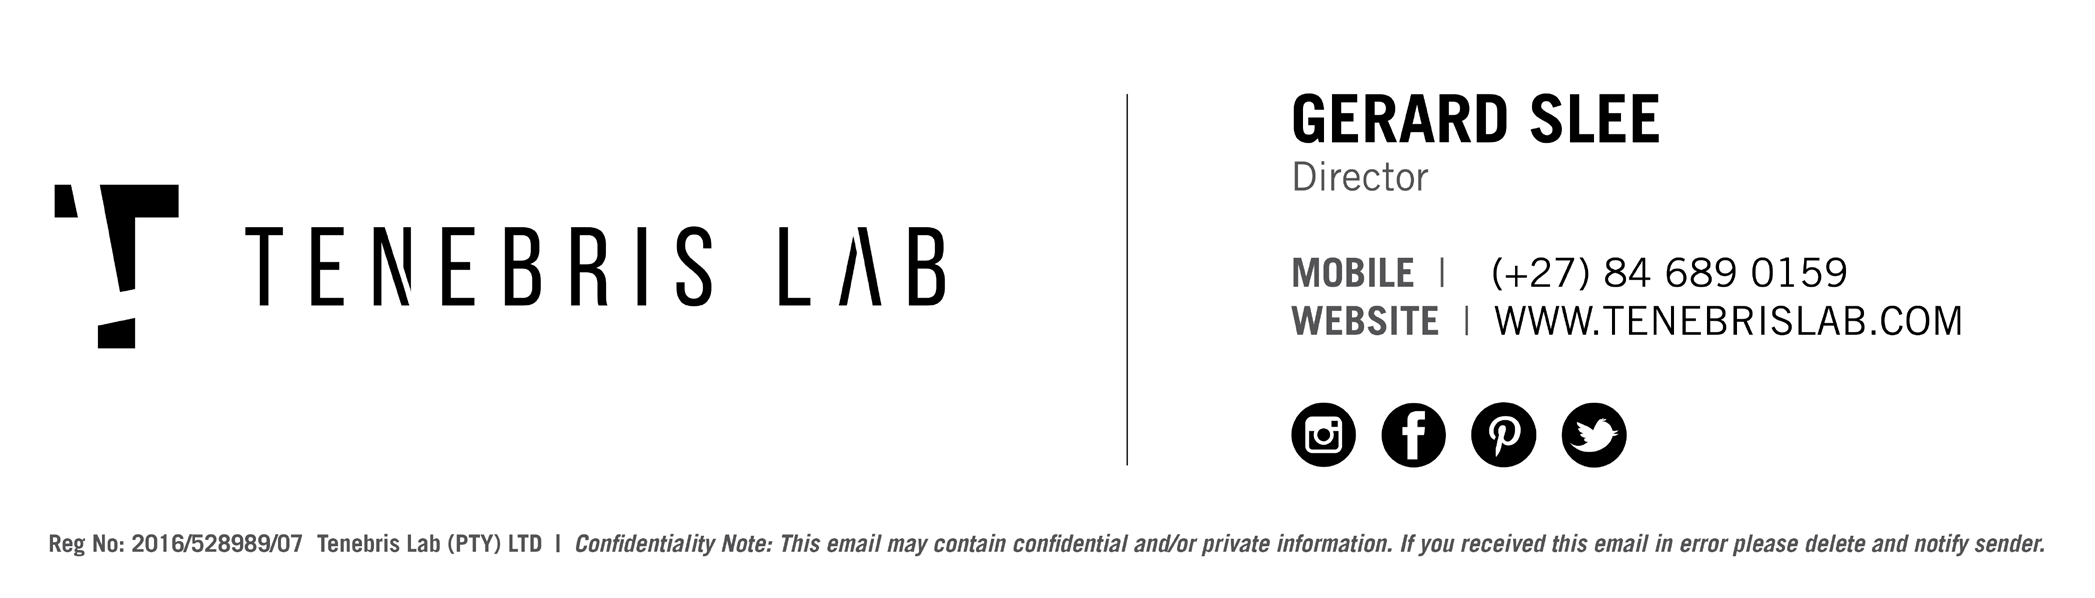 TENEBRIS LAB
GERARD SLEE
Director
MOBILE | (+27) 84 689 0159
WEBSITE | WWW.TENEBRISLAB.COM
Reg No: 2016/528989/07 Tenebris Lab (PTY) LTD | Confidentiality Note: This email may contain confidential and/or private information. If you received this email in error please delete and notify sender.